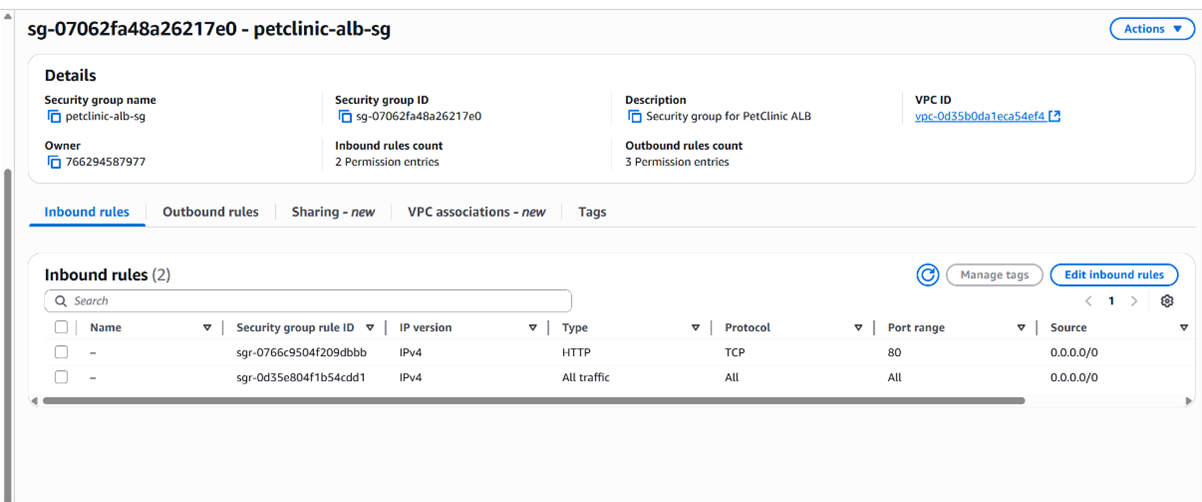 sg-07062fa48a26217e0 - petclinic-alb-sg
Actions
Details
Security group name
petclinic-alb-sg
Security group ID
sg-07062fa48a26217e0
Description
Security group for PetClinic ALB
VPC ID
vpc-0d35b0da1eca54ef4
Owner
766294587977
Inbound rules count
2 Permission entries
Outbound rules count
3 Permission entries
Inbound rules Outbound rules Sharing - new VPC associations - new Tags
Inbound rules (2)
Manage tags
Edit inbound rules
Search
1
Name Security group rule ID IP version Type Protocol Port range Source
– sgr-0766c9504f209dbbb IPv4 HTTP TCP 80 0.0.0.0/0
– sgr-0d35e804f1b54cdd1 IPv4 All traffic All All 0.0.0.0/0